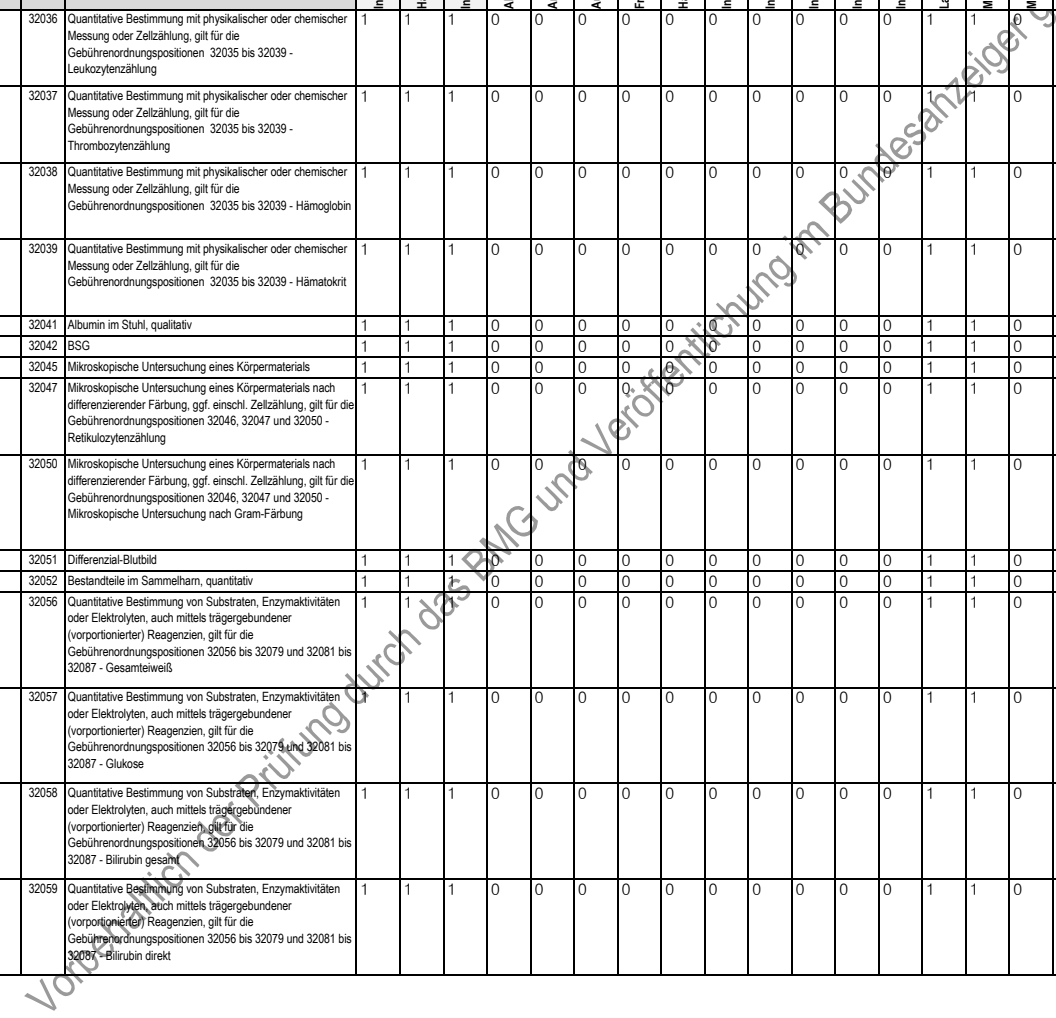 In Ha In A A A Fr Ha In In In In In La M M
32036 Quantitative Bestimmung mit physikalischer oder chemischer 1 1 1 0 0 0 0 0 0 0 0 0 0 1 1 0
Messung oder Zellzählung, gilt für die
Gebührenordnungspositionen 32035 bis 32039 -
Leukozytenzählung
32037 Quantitative Bestimmung mit physikalischer oder chemischer 1 1 1 0 0 0 0 0 0 0 0 0 0 1 1 0
Messung oder Zellzählung, gilt für die
Gebührenordnungspositionen 32035 bis 32039 -
Thrombozytenzählung
32038 Quantitative Bestimmung mit physikalischer oder chemischer 1 1 1 0 0 0 0 0 0 0 0 0 0 1 1 0
Messung oder Zellzählung, gilt für die
Gebührenordnungspositionen 32035 bis 32039 - Hämoglobin
32039 Quantitative Bestimmung mit physikalischer oder chemischer 1 1 1 0 0 0 0 0 0 0 0 0 0 1 1 0
Messung oder Zellzählung, gilt für die
Gebührenordnungspositionen 32035 bis 32039 - Hämatokrit
32041 Albumin im Stuhl, qualitativ 1 1 1 0 0 0 0 0 0 0 0 0 0 1 1 0
32042 BSG 1 1 1 0 0 0 0 0 0 0 0 0 0 1 1 0
32045 Mikroskopische Untersuchung eines Körpermaterials 1 1 1 0 0 0 0 0 0 0 0 0 0 1 1 0
32047 Mikroskopische Untersuchung eines Körpermaterials nach 1 1 1 0 0 0 0 0 0 0 0 0 0 1 1 0
differenzierender Färbung, ggf. einschl. Zellzählung, gilt für die
Gebührenordnungspositionen 32046, 32047 und 32050 -
Retikulozytenzählung
32050 Mikroskopische Untersuchung eines Körpermaterials nach 1 1 1 0 0 0 0 0 0 0 0 0 0 1 1 0
differenzierender Färbung, ggf. einschl. Zellzählung, gilt für die
Gebührenordnungspositionen 32046, 32047 und 32050 -
Mikroskopische Untersuchung nach Gram-Färbung
32051 Differenzial-Blutbild 1 1 1 0 0 0 0 0 0 0 0 0 0 1 1 0
32052 Bestandteile im Sammelharn, quantitativ 1 1 1 0 0 0 0 0 0 0 0 0 0 1 1 0
32056 Quantitative Bestimmung von Substraten, Enzymaktivitäten 1 1 1 0 0 0 0 0 0 0 0 0 0 1 1 0
oder Elektrolyten, auch mittels trägergebundener
(vorportionierter) Reagenzien, gilt für die
Gebührenordnungspositionen 32056 bis 32079 und 32081 bis
32087 - Gesamteiweiß
32057 Quantitative Bestimmung von Substraten, Enzymaktivitäten 1 1 1 0 0 0 0 0 0 0 0 0 0 1 1 0
oder Elektrolyten, auch mittels trägergebundener
(vorportionierter) Reagenzien, gilt für die
Gebührenordnungspositionen 32056 bis 32079 und 32081 bis
32087 - Glukose
32058 Quantitative Bestimmung von Substraten, Enzymaktivitäten 1 1 1 0 0 0 0 0 0 0 0 0 0 1 1 0
oder Elektrolyten, auch mittels trägergebundener
(vorportionierter) Reagenzien, gilt für die
Gebührenordnungspositionen 32056 bis 32079 und 32081 bis
32087 - Bilirubin gesamt
32059 Quantitative Bestimmung von Substraten, Enzymaktivitäten 1 1 1 0 0 0 0 0 0 0 0 0 0 1 1 0
oder Elektrolyten, auch mittels trägergebundener
(vorportionierter) Reagenzien, gilt für die
Gebührenordnungspositionen 32056 bis 32079 und 32081 bis
32087 - Bilirubin direkt
Vorbehaltlich der Prüfung durch das BMG und Veröffentlichung im Bundesanzeiger g